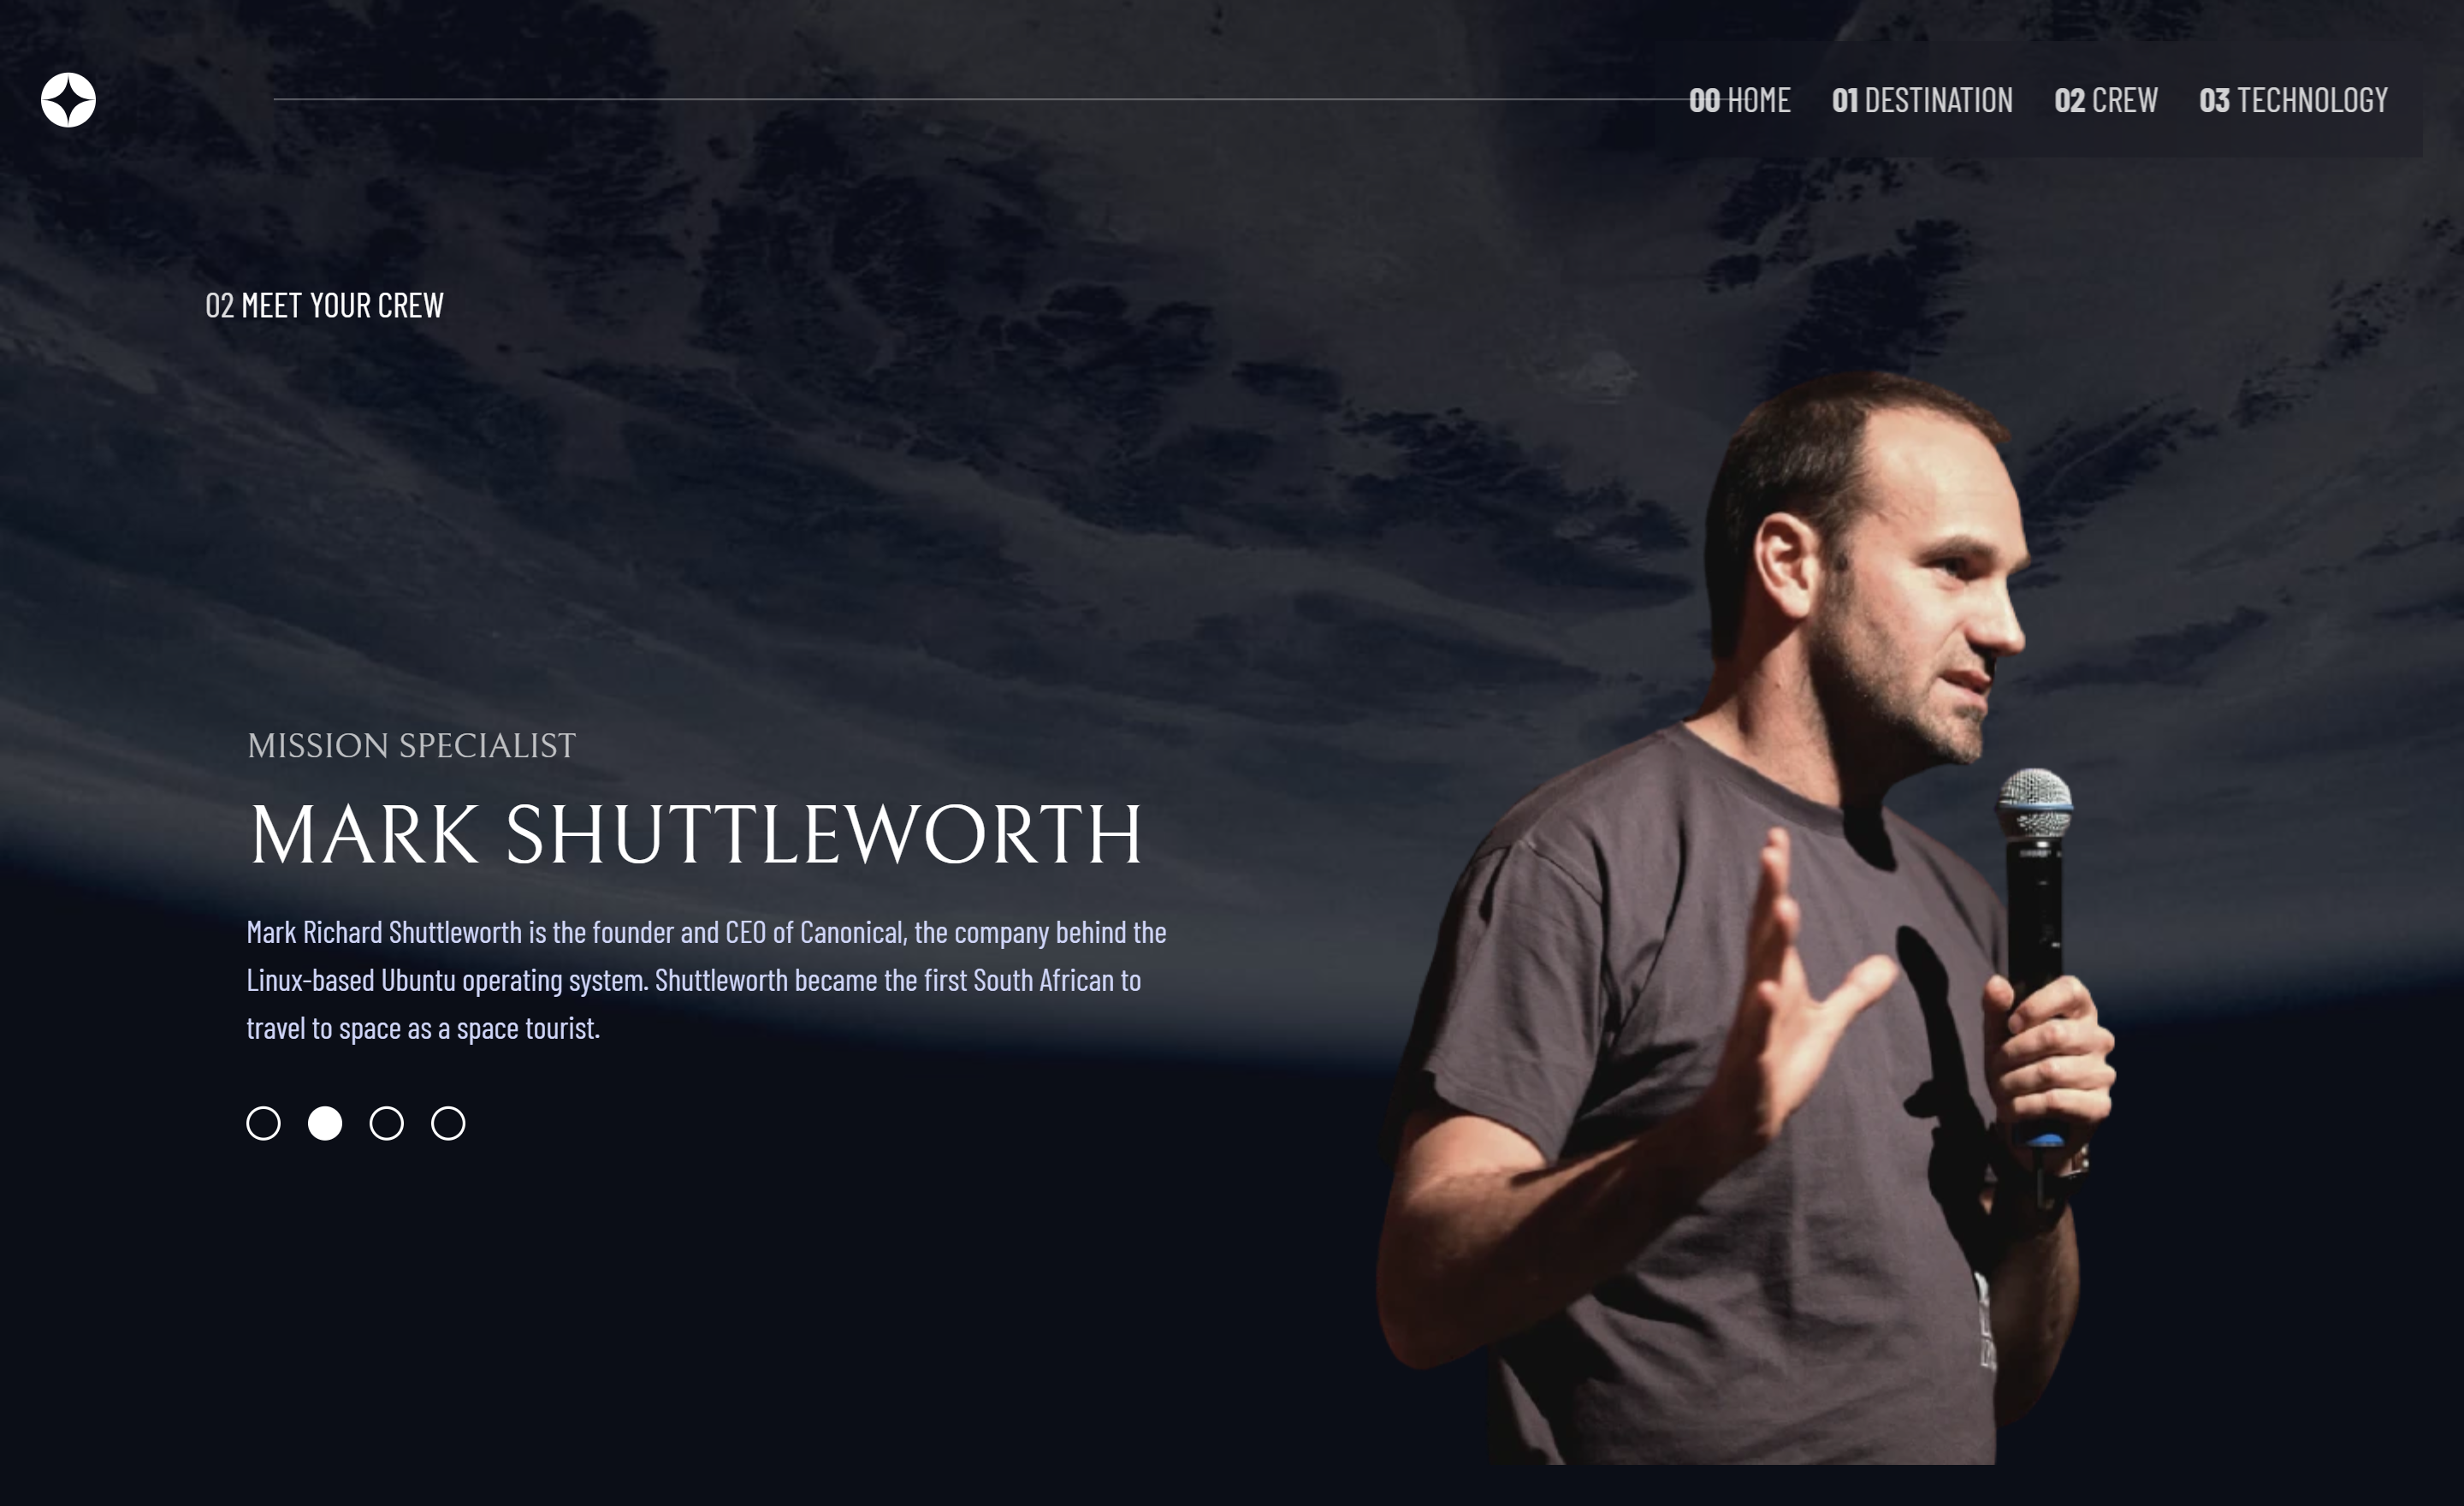 00 HOME 01 DESTINATION 02 CREW 03 TECHNOLOGY
02 MEET YOUR CREW
MISSION SPECIALIST
MARK SHUTTLEWORTH
Mark Richard Shuttleworth is the founder and CEO of Canonical, the company behind the
Linux-based Ubuntu operating system. Shuttleworth became the first South African to
travel to space as a space tourist.